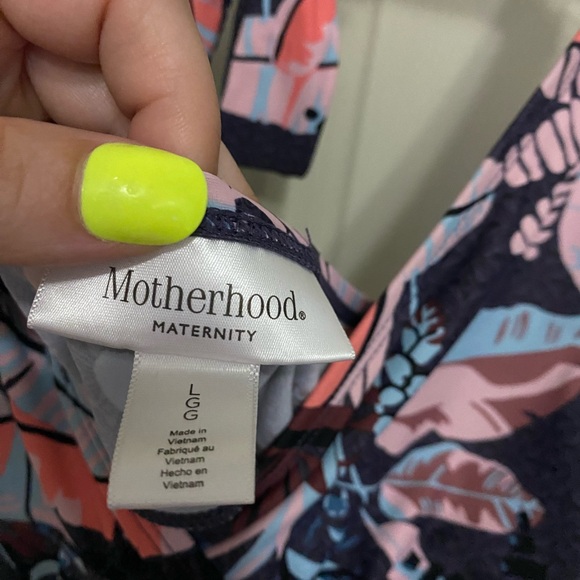 Motherhood®
MATERNITY
L
G
G
Made in
Vietnam
Fabriqué au
Vietnam
Hecho en
Vietnam